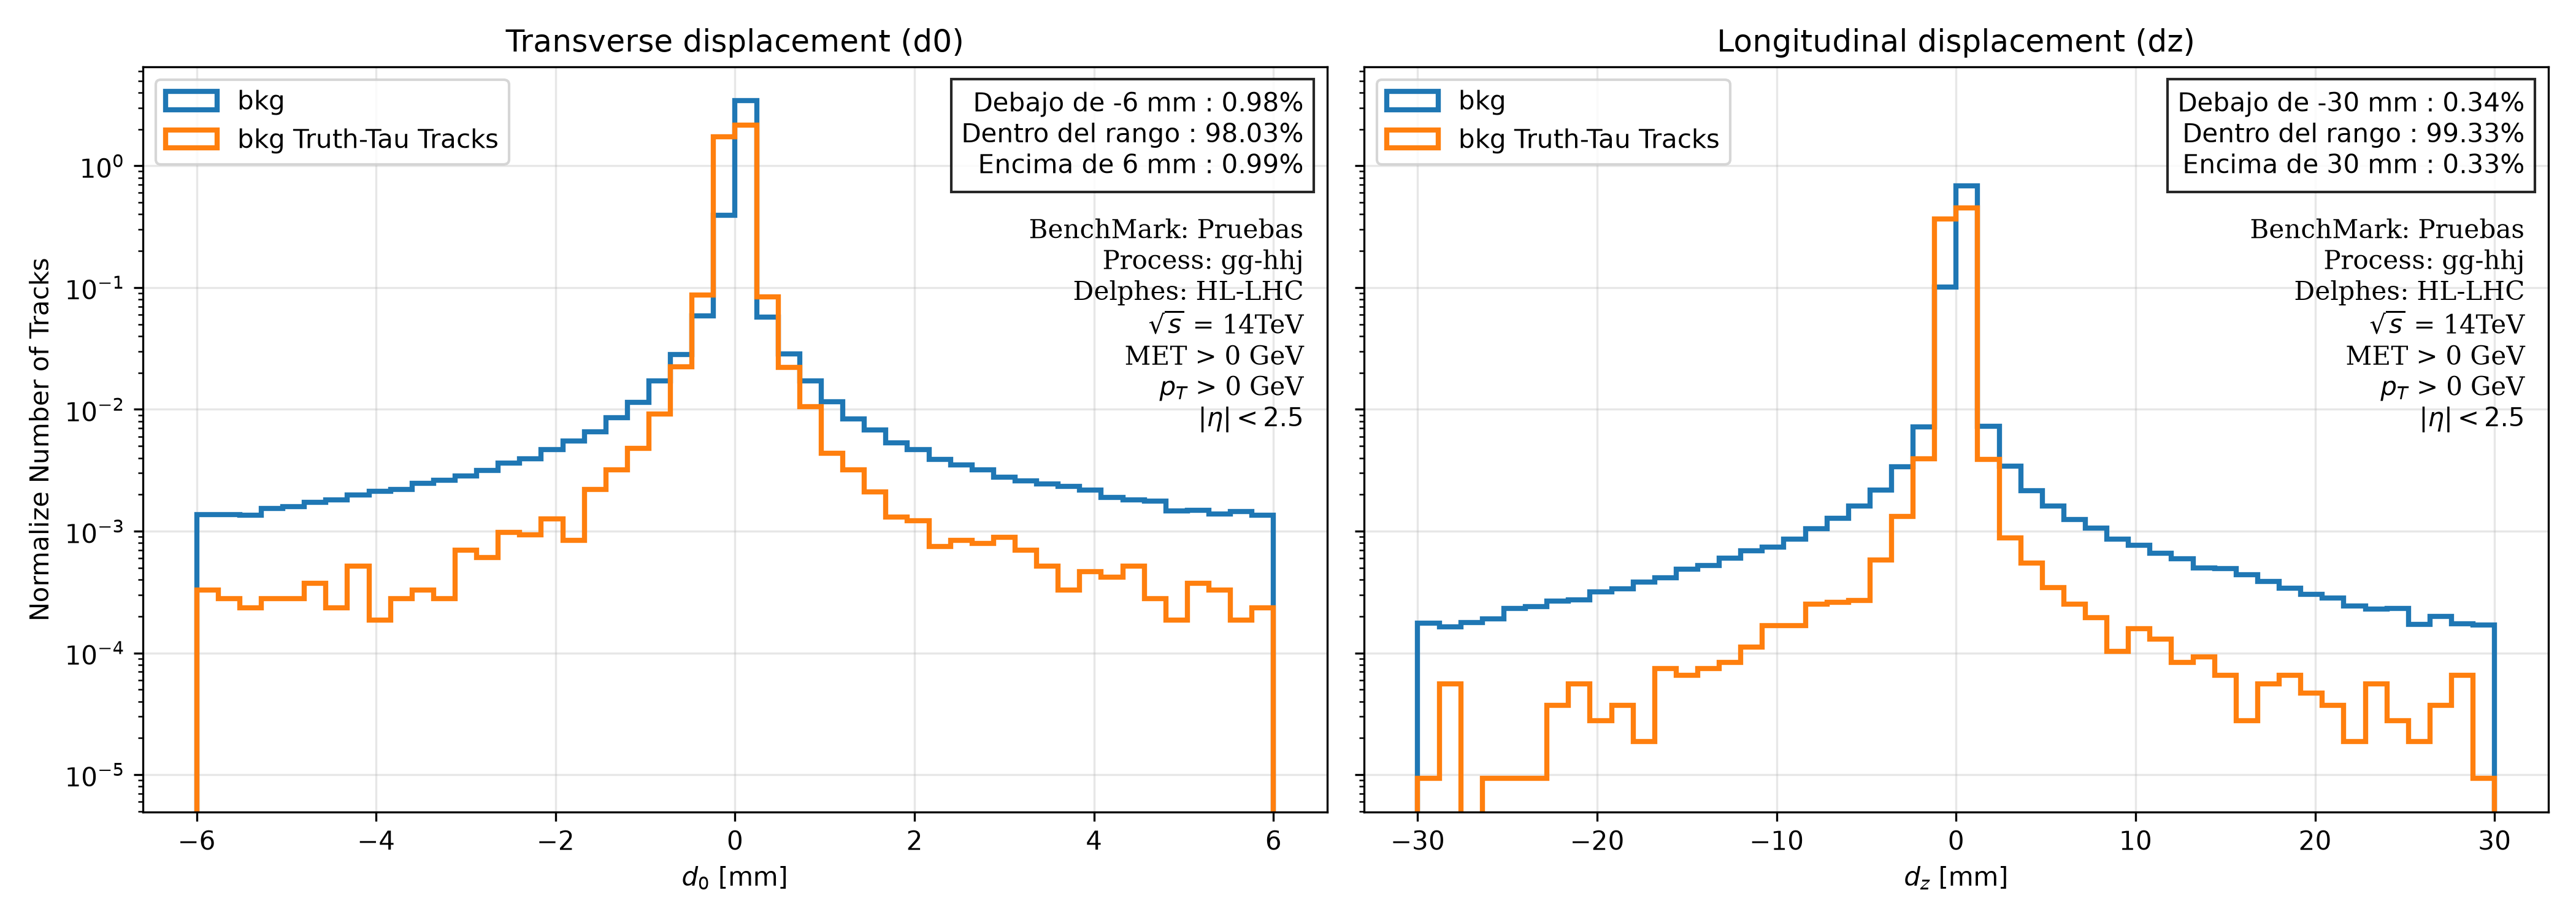 Transverse displacement (d0)
bkg
bkg Truth-Tau Tracks
Debajo de -6 mm : 0.98%
Dentro del rango : 98.03%
Encima de 6 mm : 0.99%
BenchMark: Pruebas
Process: gg-hhj
Delphes: HL-LHC
√s = 14TeV
MET > 0 GeV
p_T > 0 GeV
|η| < 2.5
Normalize Number of Tracks
10⁰
10⁻¹
10⁻²
10⁻³
10⁻⁴
10⁻⁵
−6 −4 −2 0 2 4 6
d₀ [mm]
Longitudinal displacement (dz)
bkg
bkg Truth-Tau Tracks
Debajo de -30 mm : 0.34%
Dentro del rango : 99.33%
Encima de 30 mm : 0.33%
BenchMark: Pruebas
Process: gg-hhj
Delphes: HL-LHC
√s = 14TeV
MET > 0 GeV
p_T > 0 GeV
|η| < 2.5
−30 −20 −10 0 10 20 30
d_z [mm]